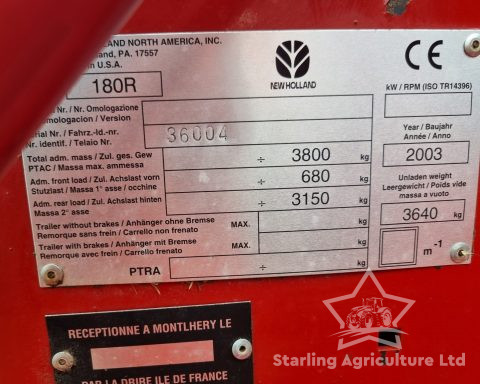 LAND NORTH AMERICA, INC.
land, PA. 17557
in U.S.A.
180R
NEW HOLLAND
CE
kW / RPM (ISO TR14396)
Nr. / Nr. / Omologazione
omologacion / Version
Serial Nr. / Fahrz.-Id.-nr.
Nr. identif. / Telaio Nr.
36004
Year / Baujahr
Année / Anno
2003
Total adm. mass / Zul. ges. Gew
PTAC / Massa max. ammessa
÷ 3800 kg
Adm. front load / Zul. Achslast vorn
Stutzlast / Massa 1° asse / occhine
÷ 680 kg
Adm. rear load / Zul. Achslast hinten
Massa 2° asse
÷ 3150 kg
Unladen weight
Leergewicht / Poids vide
massa a vuoto
3640 kg
Trailer without brakes / Anhänger ohne Bremse
Remorque sans frein / Carrello non frenato
MAX. kg
Trailer with brakes / Anhänger mit Bremse
Remorque avec frein / Carrello frenato
MAX. kg
PTRA ÷ kg
m-1
RECEPTIONNE A MONTLHERY LE
PAR LA DRIRE ILE DE FRANCE
Starling Agriculture Ltd